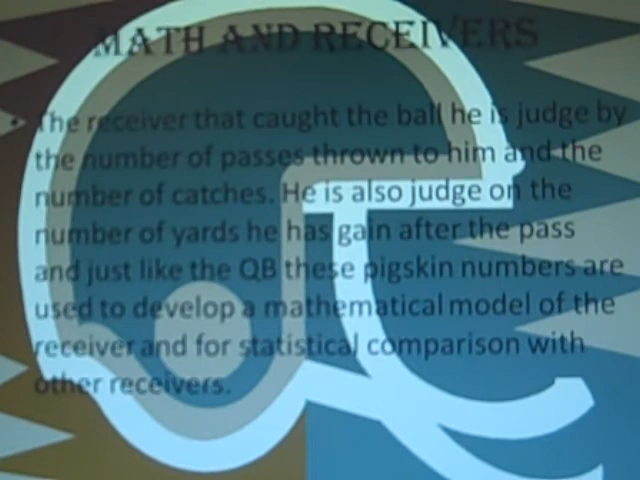 MATH AND RECEIVERS
• The receiver that caught the ball he is judge by
the number of passes thrown to him and the
number of catches. He is also judge on the
number of yards he has gain after the pass
and just like the QB these pigskin numbers are
used to develop a mathematical model of the
receiver and for statistical comparison with
other receivers.